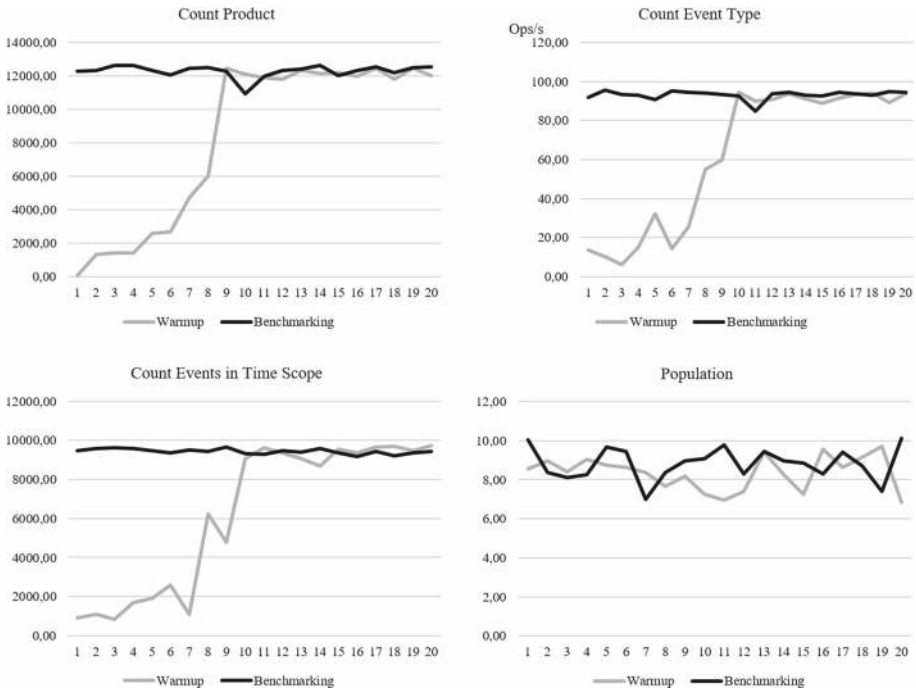 Count Product
14000,00
12000,00
10000,00
8000,00
6000,00
4000,00
2000,00
0,00
1 2 3 4 5 6 7 8 9 10 11 12 13 14 15 16 17 18 19 20
Warmup Benchmarking
Count Event Type
Ops/s
120,00
100,00
80,00
60,00
40,00
20,00
0,00
1 2 3 4 5 6 7 8 9 10 11 12 13 14 15 16 17 18 19 20
Warmup Benchmarking
Count Events in Time Scope
12000,00
10000,00
8000,00
6000,00
4000,00
2000,00
0,00
1 2 3 4 5 6 7 8 9 10 11 12 13 14 15 16 17 18 19 20
Warmup Benchmarking
Population
12,00
10,00
8,00
6,00
4,00
2,00
0,00
1 2 3 4 5 6 7 8 9 10 11 12 13 14 15 16 17 18 19 20
Warmup Benchmarking